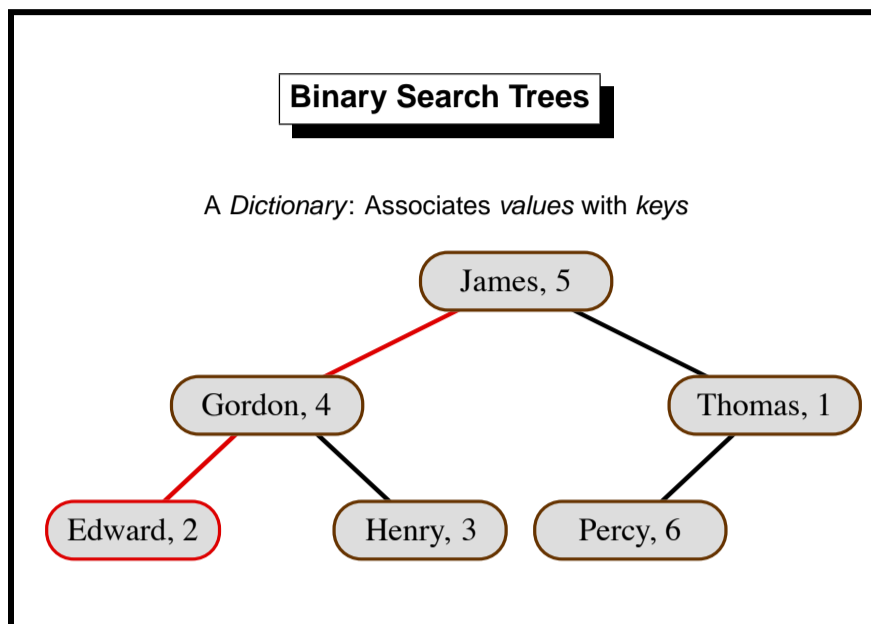 Binary Search Trees
A Dictionary: Associates values with keys
James, 5
Gordon, 4
Thomas, 1
Edward, 2
Henry, 3
Percy, 6